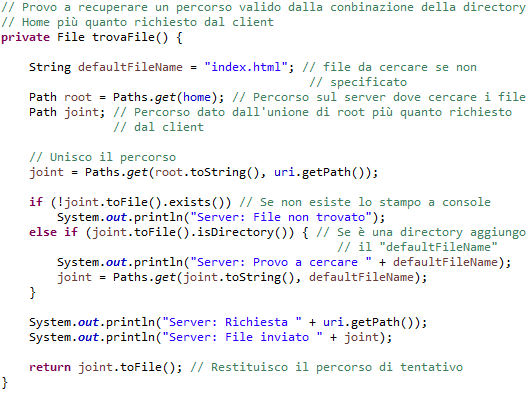 // Provo a recuperare un percorso valido dalla conbinazione della directory
// Home più quanto richiesto dal client
private File trovaFile() {
String defaultFileName = "index.html"; // file da cercare se non
// specificato
Path root = Paths.get(home); // Percorso sul server dove cercare i file
Path joint; // Percorso dato dall'unione di root più quanto richiesto
// dal client
// Unisco il percorso
joint = Paths.get(root.toString(), uri.getPath());
if (!joint.toFile().exists()) // Se non esiste lo stampo a console
System.out.println("Server: File non trovato");
else if (joint.toFile().isDirectory()) { // Se è una directory aggiungo
// il "defaultFileName"
System.out.println("Server: Provo a cercare " + defaultFileName);
joint = Paths.get(joint.toString(), defaultFileName);
}
System.out.println("Server: Richiesta " + uri.getPath());
System.out.println("Server: File inviato " + joint);
return joint.toFile(); // Restituisco il percorso di tentativo
}